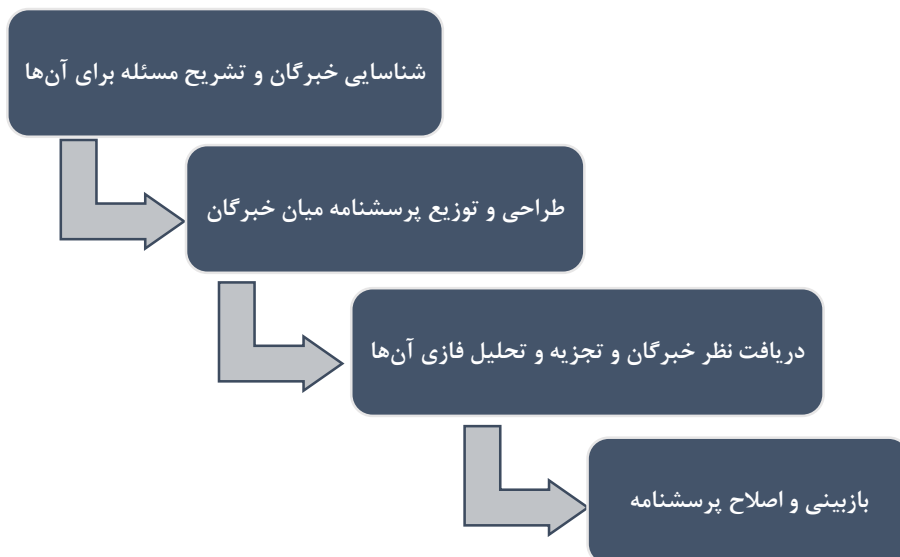 شناسایی خبرگان و تشریح مسئله برای آن‌ها
طراحی و توزیع پرسشنامه میان خبرگان
دریافت نظر خبرگان و تجزیه و تحلیل فازی آن‌ها
بازبینی و اصلاح پرسشنامه